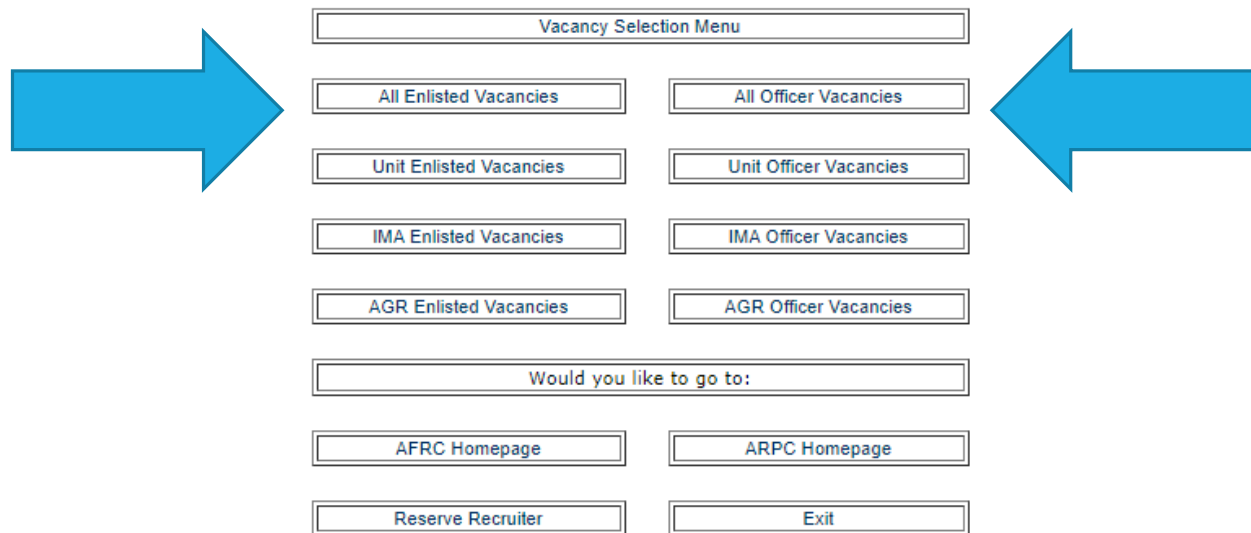 Vacancy Selection Menu
All Enlisted Vacancies
All Officer Vacancies
Unit Enlisted Vacancies
Unit Officer Vacancies
IMA Enlisted Vacancies
IMA Officer Vacancies
AGR Enlisted Vacancies
AGR Officer Vacancies
Would you like to go to:
AFRC Homepage
ARPC Homepage
Reserve Recruiter
Exit